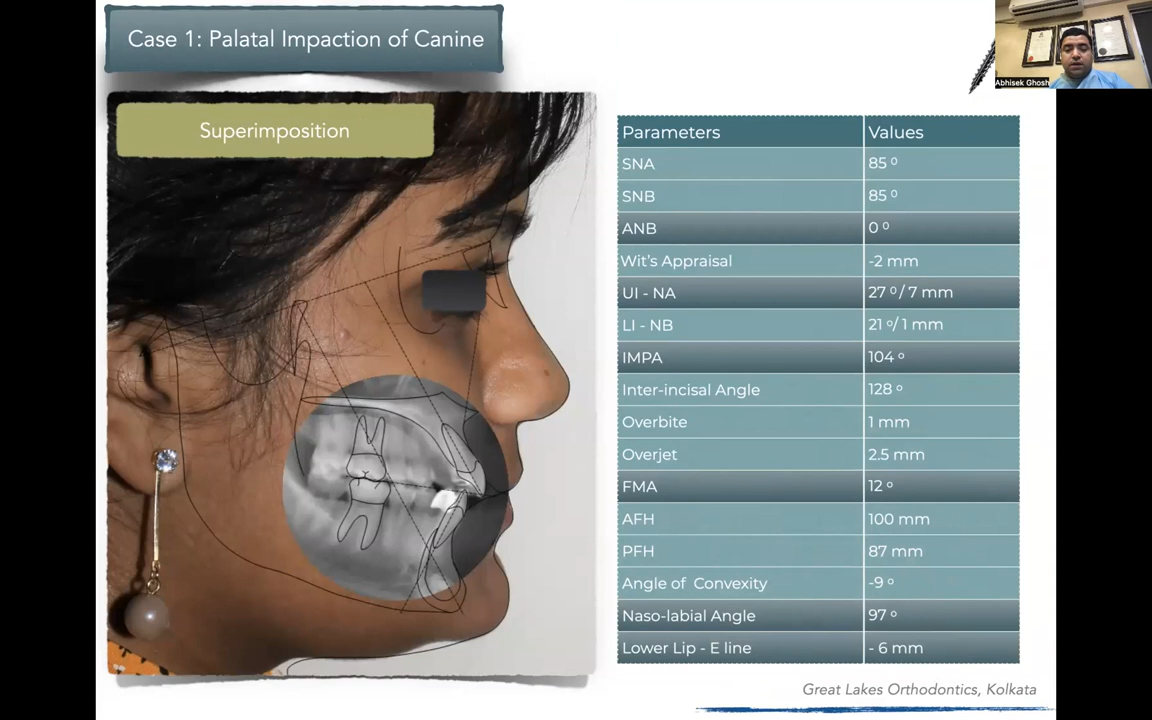 Case 1: Palatal Impaction of Canine
Abhisek Ghosh
Superimposition
Parameters Values
SNA 85 º
SNB 85 º
ANB 0 º
Wit's Appraisal -2 mm
UI - NA 27 º/ 7 mm
LI - NB 21 º/ 1 mm
IMPA 104 º
Inter-incisal Angle 128 º
Overbite 1 mm
Overjet 2.5 mm
FMA 12 º
AFH 100 mm
PFH 87 mm
Angle of Convexity -9 º
Naso-labial Angle 97 º
Lower Lip - E line - 6 mm
Great Lakes Orthodontics, Kolkata